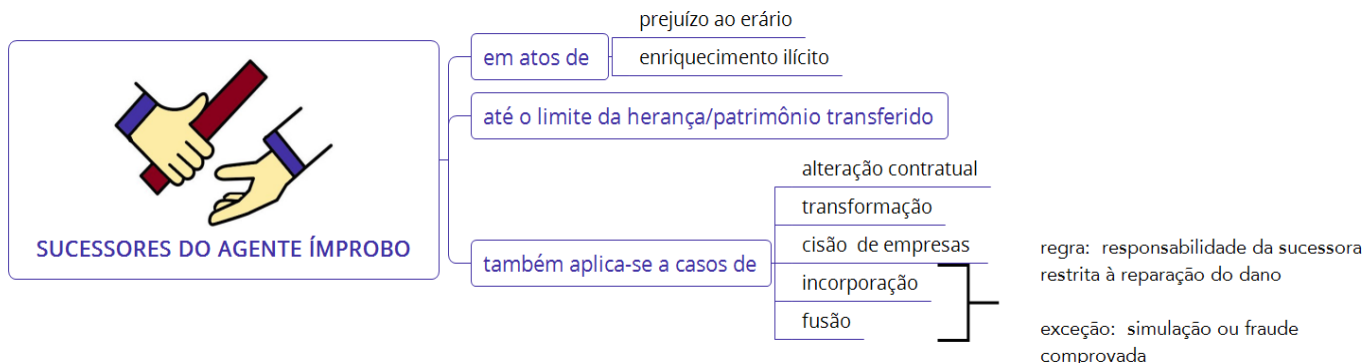 SUCESSORES DO AGENTE ÍMPROBO
em atos de
prejuízo ao erário
enriquecimento ilícito
até o limite da herança/patrimônio transferido
também aplica-se a casos de
alteração contratual
transformação
cisão de empresas
incorporação
fusão
regra: responsabilidade da sucessora
restrita à reparação do dano
exceção: simulação ou fraude
comprovada